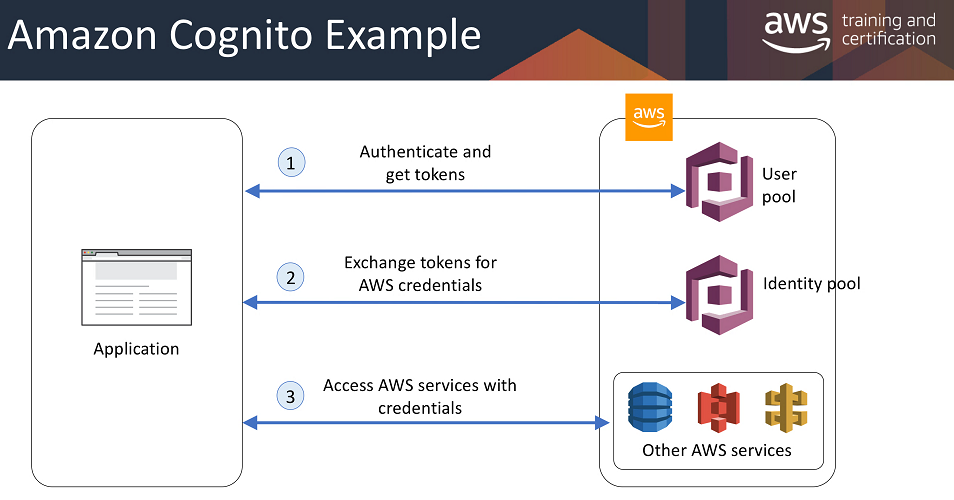 Amazon Cognito Example
aws training and
certification
aws
1
Authenticate and
get tokens
User
pool
2
Exchange tokens for
AWS credentials
Identity pool
Application
3
Access AWS services with
credentials
Other AWS services